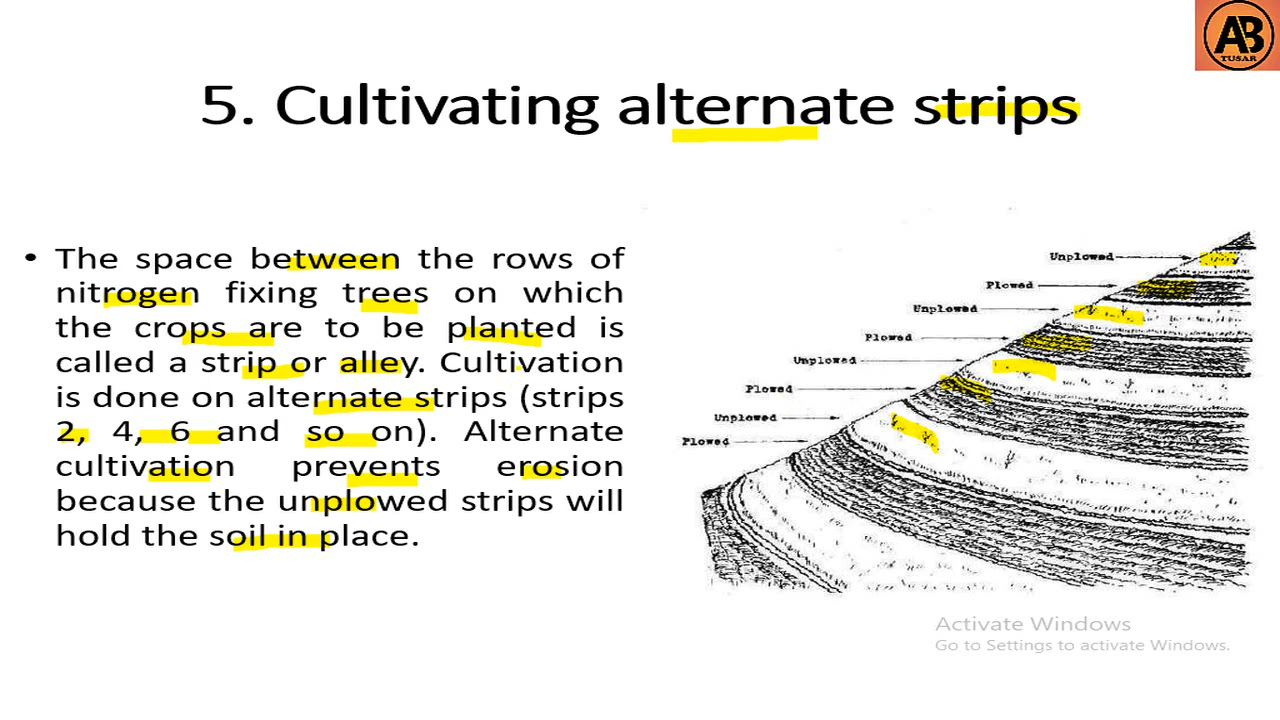 AB
TUSAR
5. Cultivating alternate strips
• The space between the rows of
nitrogen fixing trees on which
the crops are to be planted is
called a strip or alley. Cultivation
is done on alternate strips (strips
2, 4, 6 and so on). Alternate
cultivation prevents erosion
because the unplowed strips will
hold the soil in place.
Unplowed
Plowed
Unplowed
Plowed
Unplowed
Plowed
Unplowed
Plowed
Activate Windows
Go to Settings to activate Windows.